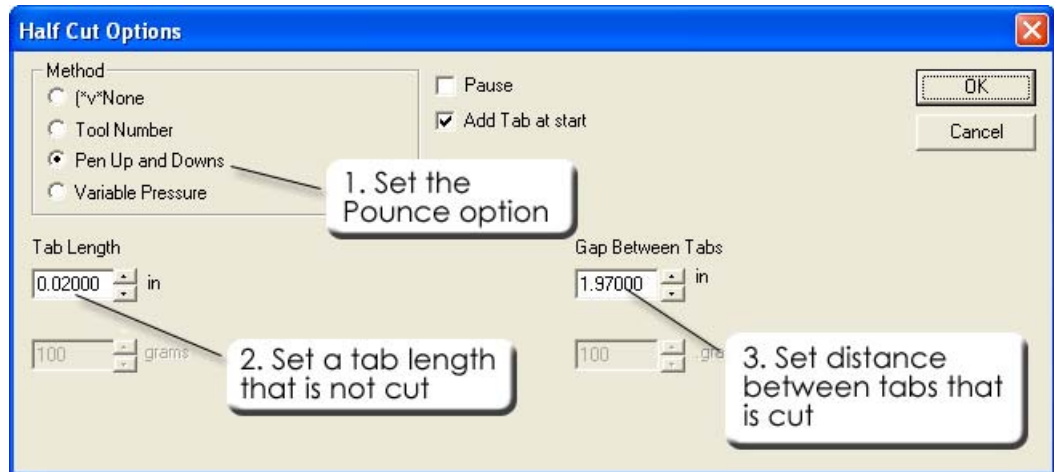 Half Cut Options
Method
(*v*None
Tool Number
Pen Up and Downs
Variable Pressure
Pause
Add Tab at start
OK
Cancel
1. Set the
Pounce option
Tab Length
0.02000 in
100 grams
2. Set a tab length
that is not cut
Gap Between Tabs
1.97000 in
100
3. Set distance
between tabs that
is cut